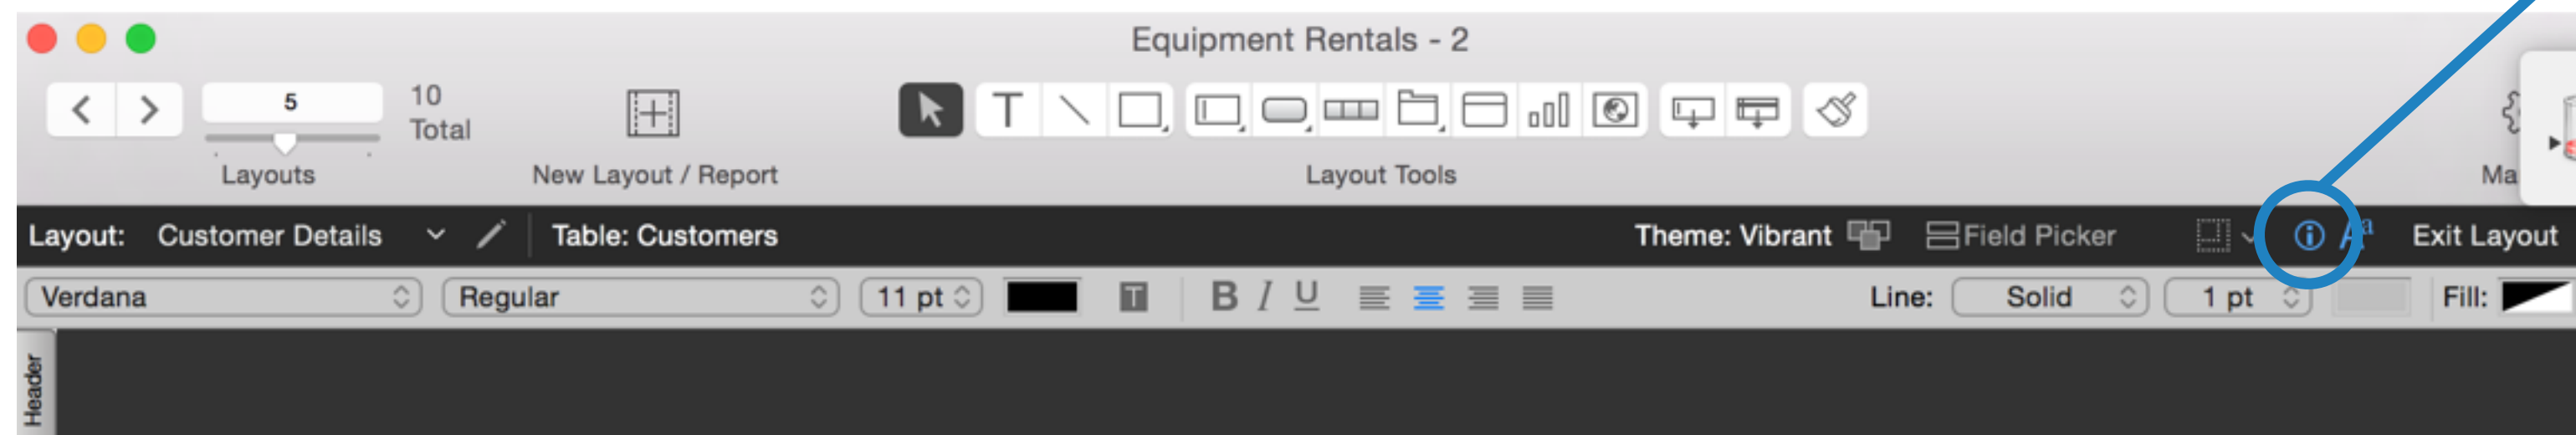 Equipment Rentals - 2
5
10
Total
Layouts
New Layout / Report
Layout Tools
Ma
Layout: Customer Details
Table: Customers
Theme: Vibrant
Field Picker
Aa
Exit Layout
Verdana
Regular
11 pt
T
B I U
Line:
Solid
1 pt
Fill:
Header